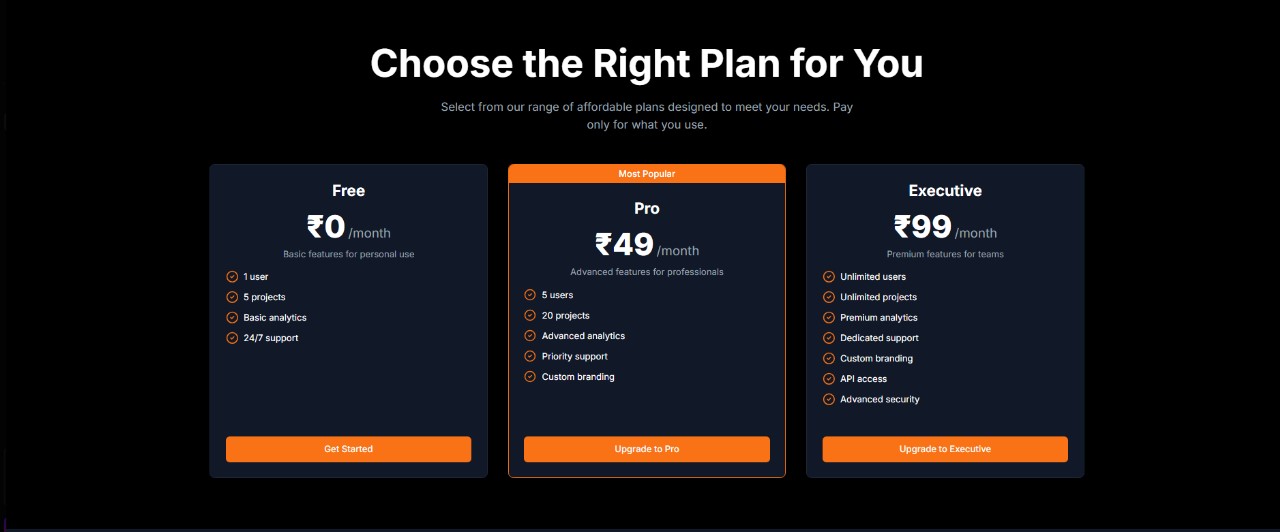 Choose the Right Plan for You
Select from our range of affordable plans designed to meet your needs. Pay
only for what you use.
Free
₹0 /month
Basic features for personal use
1 user
5 projects
Basic analytics
24/7 support
Get Started
Most Popular
Pro
₹49 /month
Advanced features for professionals
5 users
20 projects
Advanced analytics
Priority support
Custom branding
Upgrade to Pro
Executive
₹99 /month
Premium features for teams
Unlimited users
Unlimited projects
Premium analytics
Dedicated support
Custom branding
API access
Advanced security
Upgrade to Executive